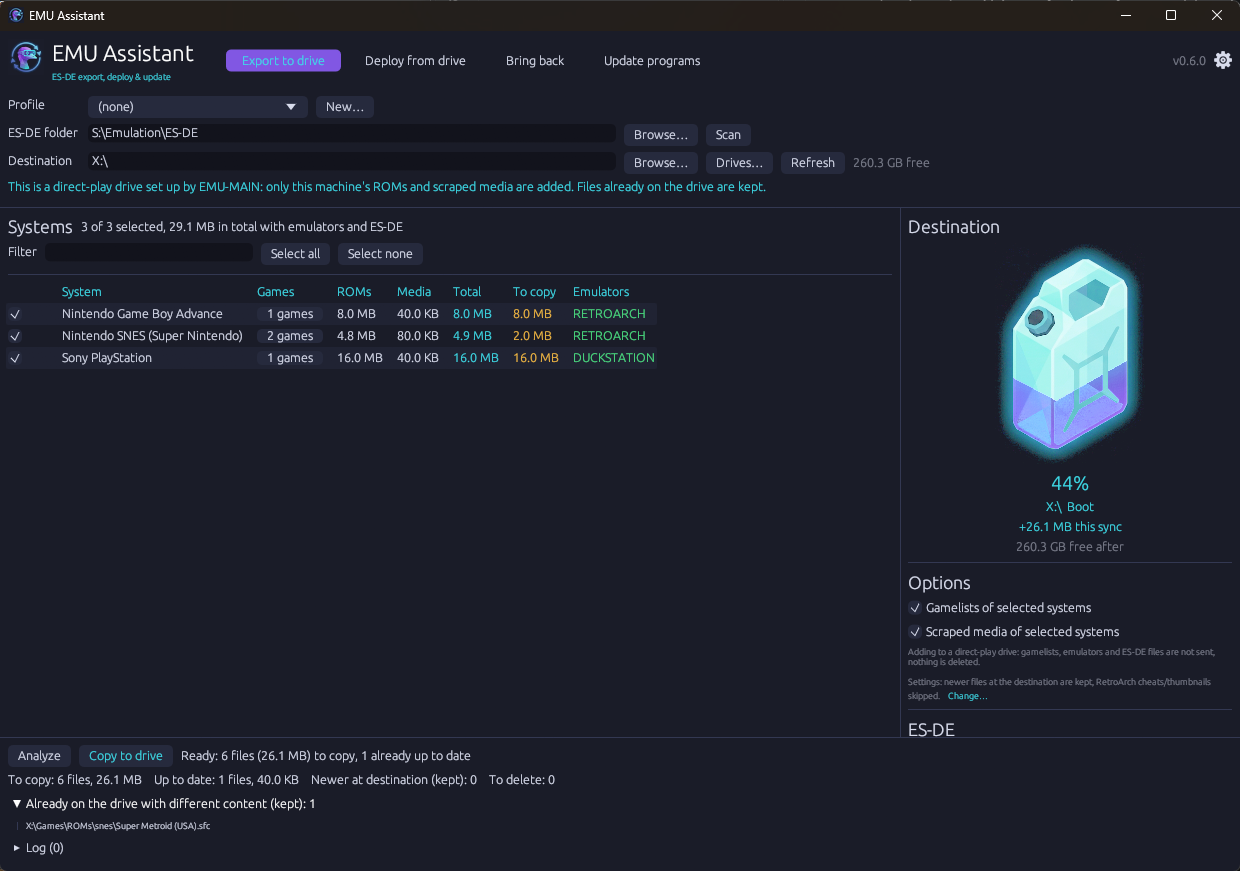 EMU Assistant
EMU Assistant
ES-DE export, deploy & update
Export to drive Deploy from drive Bring back Update programs v0.6.0
Profile (none) New...
ES-DE folder S:\Emulation\ES-DE Browse... Scan
Destination X:\ Browse... Drives... Refresh 260.3 GB free
This is a direct-play drive set up by EMU-MAIN: only this machine's ROMs and scraped media are added. Files already on the drive are kept.
Systems 3 of 3 selected, 29.1 MB in total with emulators and ES-DE
Filter Select all Select none
System Games ROMs Media Total To copy Emulators
Nintendo Game Boy Advance 1 games 8.0 MB 40.0 KB 8.0 MB 8.0 MB RETROARCH
Nintendo SNES (Super Nintendo) 2 games 4.8 MB 80.0 KB 4.9 MB 2.0 MB RETROARCH
Sony PlayStation 1 games 16.0 MB 40.0 KB 16.0 MB 16.0 MB DUCKSTATION
Destination
44%
X:\ Boot
+26.1 MB this sync
260.3 GB free after
Options
Gamelists of selected systems
Scraped media of selected systems
Adding to a direct-play drive: gamelists, emulators and ES-DE files are not sent,
nothing is deleted.
Settings: newer files at the destination are kept, RetroArch cheats/thumbnails
skipped. Change...
ES-DE
Analyze Copy to drive Ready: 6 files (26.1 MB) to copy, 1 already up to date
To copy: 6 files, 26.1 MB Up to date: 1 files, 40.0 KB Newer at destination (kept): 0 To delete: 0
Already on the drive with different content (kept): 1
X:\Games\ROMs\snes\Super Metroid (USA).sfc
Log (0)